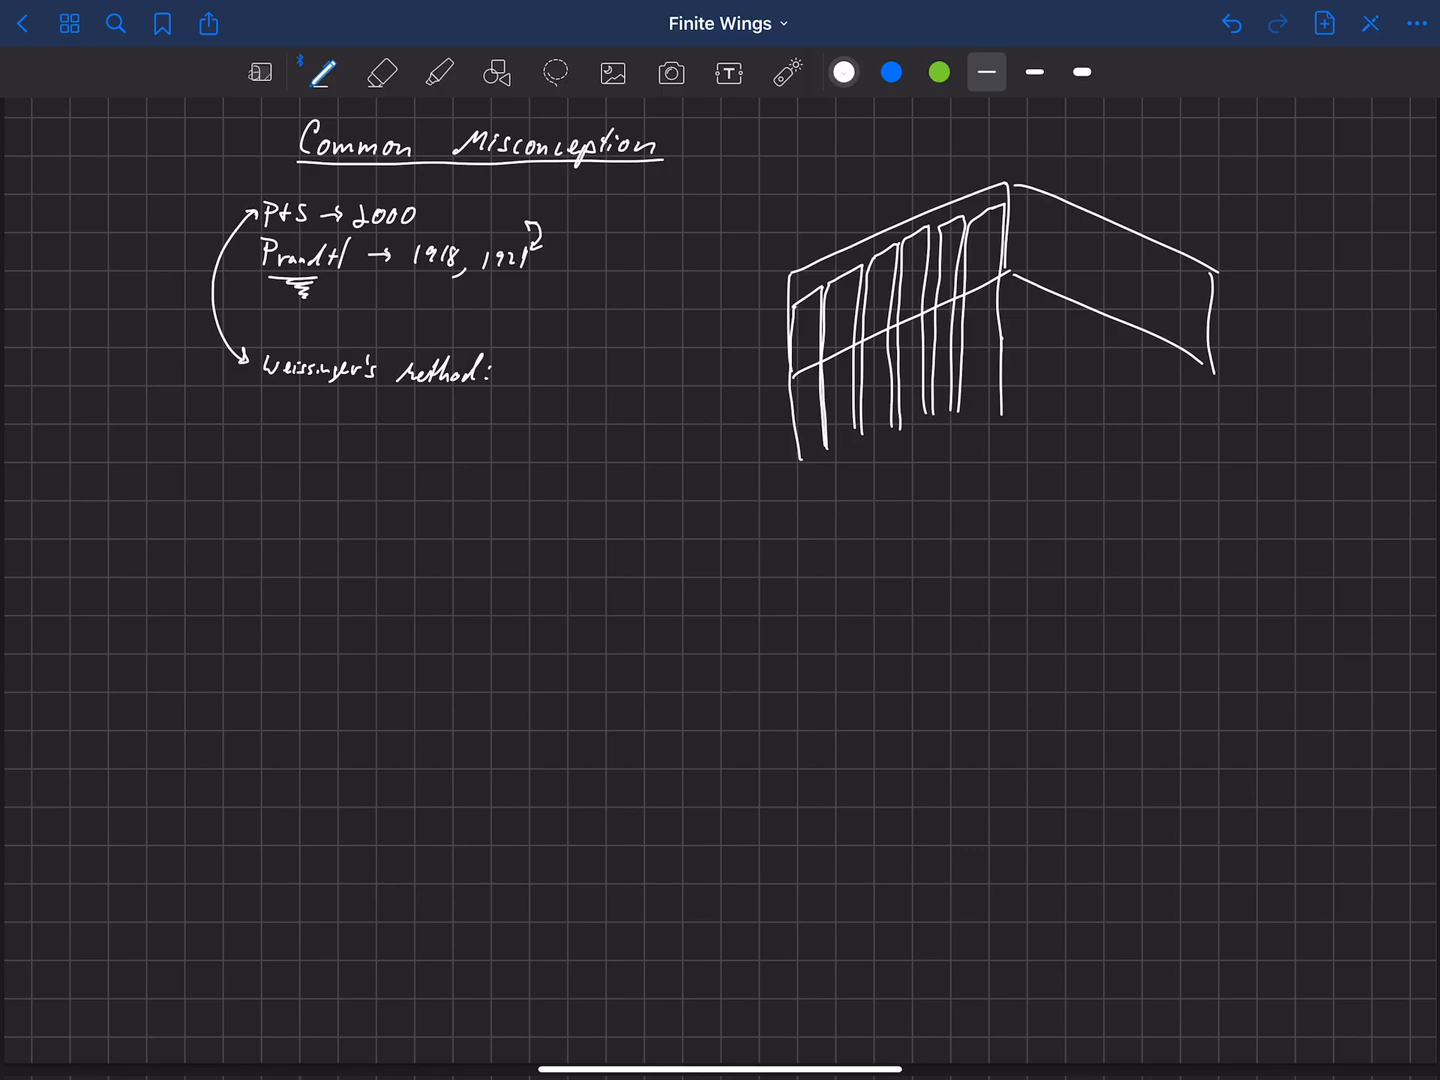 Finite Wings
Common Misconception
P+S → 2000
Prandtl → 1918, 1921
Weissinger's method: